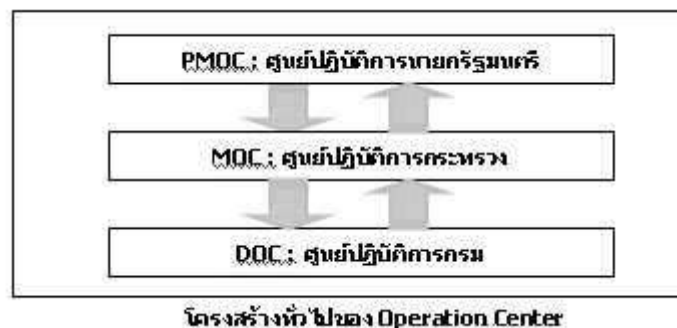 PMOC : ศูนย์ปฏิบัติการนายกรัฐมนตรี
MOC : ศูนย์ปฏิบัติการกระทรวง
DOC : ศูนย์ปฏิบัติการกรม
โครงสร้างทั่วไปของ Operation Center